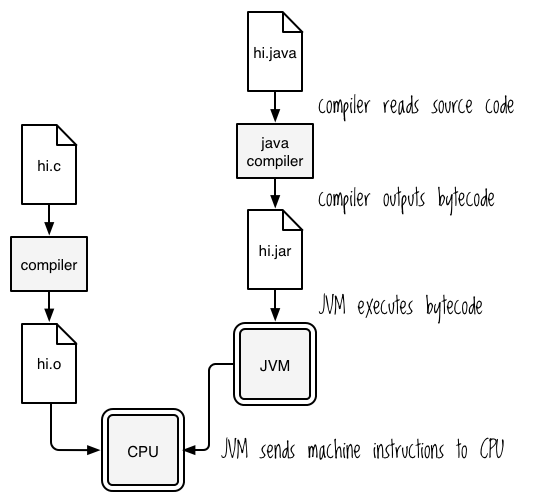 hi.java
compiler reads source code
java
compiler
hi.c
compiler outputs bytecode
hi.jar
compiler
JVM executes bytecode
hi.o
JVM
CPU
JVM sends machine instructions to CPU